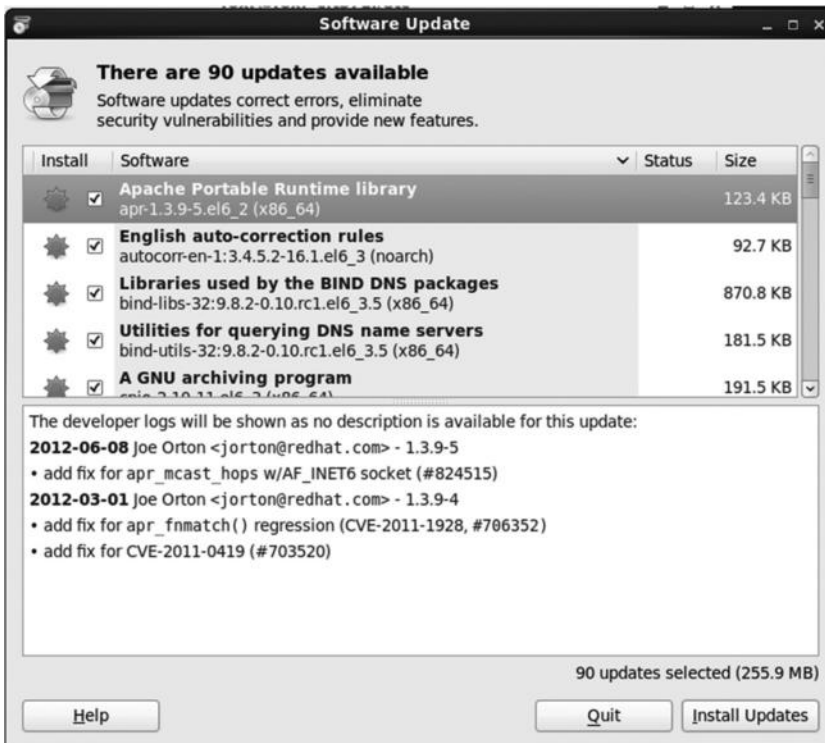 Software Update
There are 90 updates available
Software updates correct errors, eliminate
security vulnerabilities and provide new features.
Install Software Status Size
Apache Portable Runtime library
apr-1.3.9-5.el6_2 (x86_64) 123.4 KB
English auto-correction rules
autocorr-en-1:3.4.5.2-16.1.el6_3 (noarch) 92.7 KB
Libraries used by the BIND DNS packages
bind-libs-32:9.8.2-0.10.rc1.el6_3.5 (x86_64) 870.8 KB
Utilities for querying DNS name servers
bind-utils-32:9.8.2-0.10.rc1.el6_3.5 (x86_64) 181.5 KB
A GNU archiving program
191.5 KB
The developer logs will be shown as no description is available for this update:
2012-06-08 Joe Orton <jorton@redhat.com> - 1.3.9-5
• add fix for apr_mcast_hops w/AF_INET6 socket (#824515)
2012-03-01 Joe Orton <jorton@redhat.com> - 1.3.9-4
• add fix for apr_fnmatch() regression (CVE-2011-1928, #706352)
• add fix for CVE-2011-0419 (#703520)
90 updates selected (255.9 MB)
Help Quit Install Updates